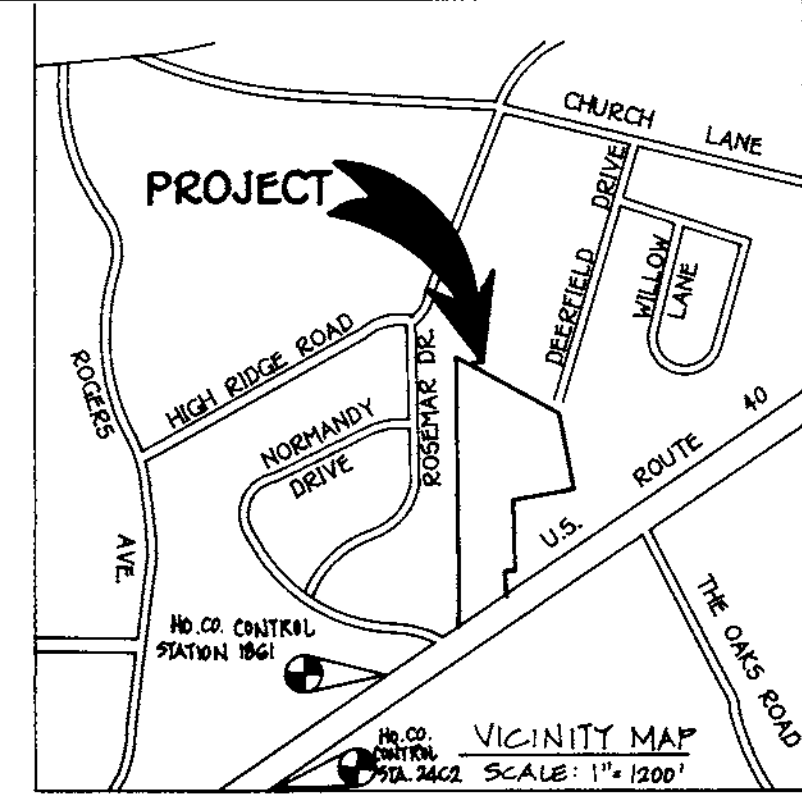 CHURCH LANE
PROJECT
DEERFIELD DRIVE
WILLOW
LANE
HIGH RIDGE ROAD
ROSEMAR DR.
ROGERS AVE.
NORMANDY
DRIVE
U.S. ROUTE 40
THE OAKS ROAD
HO.CO. CONTROL
STATION 1861
HO.CO.
CONTROL
STA. 24C2
VICINITY MAP
SCALE: 1"= 1200'